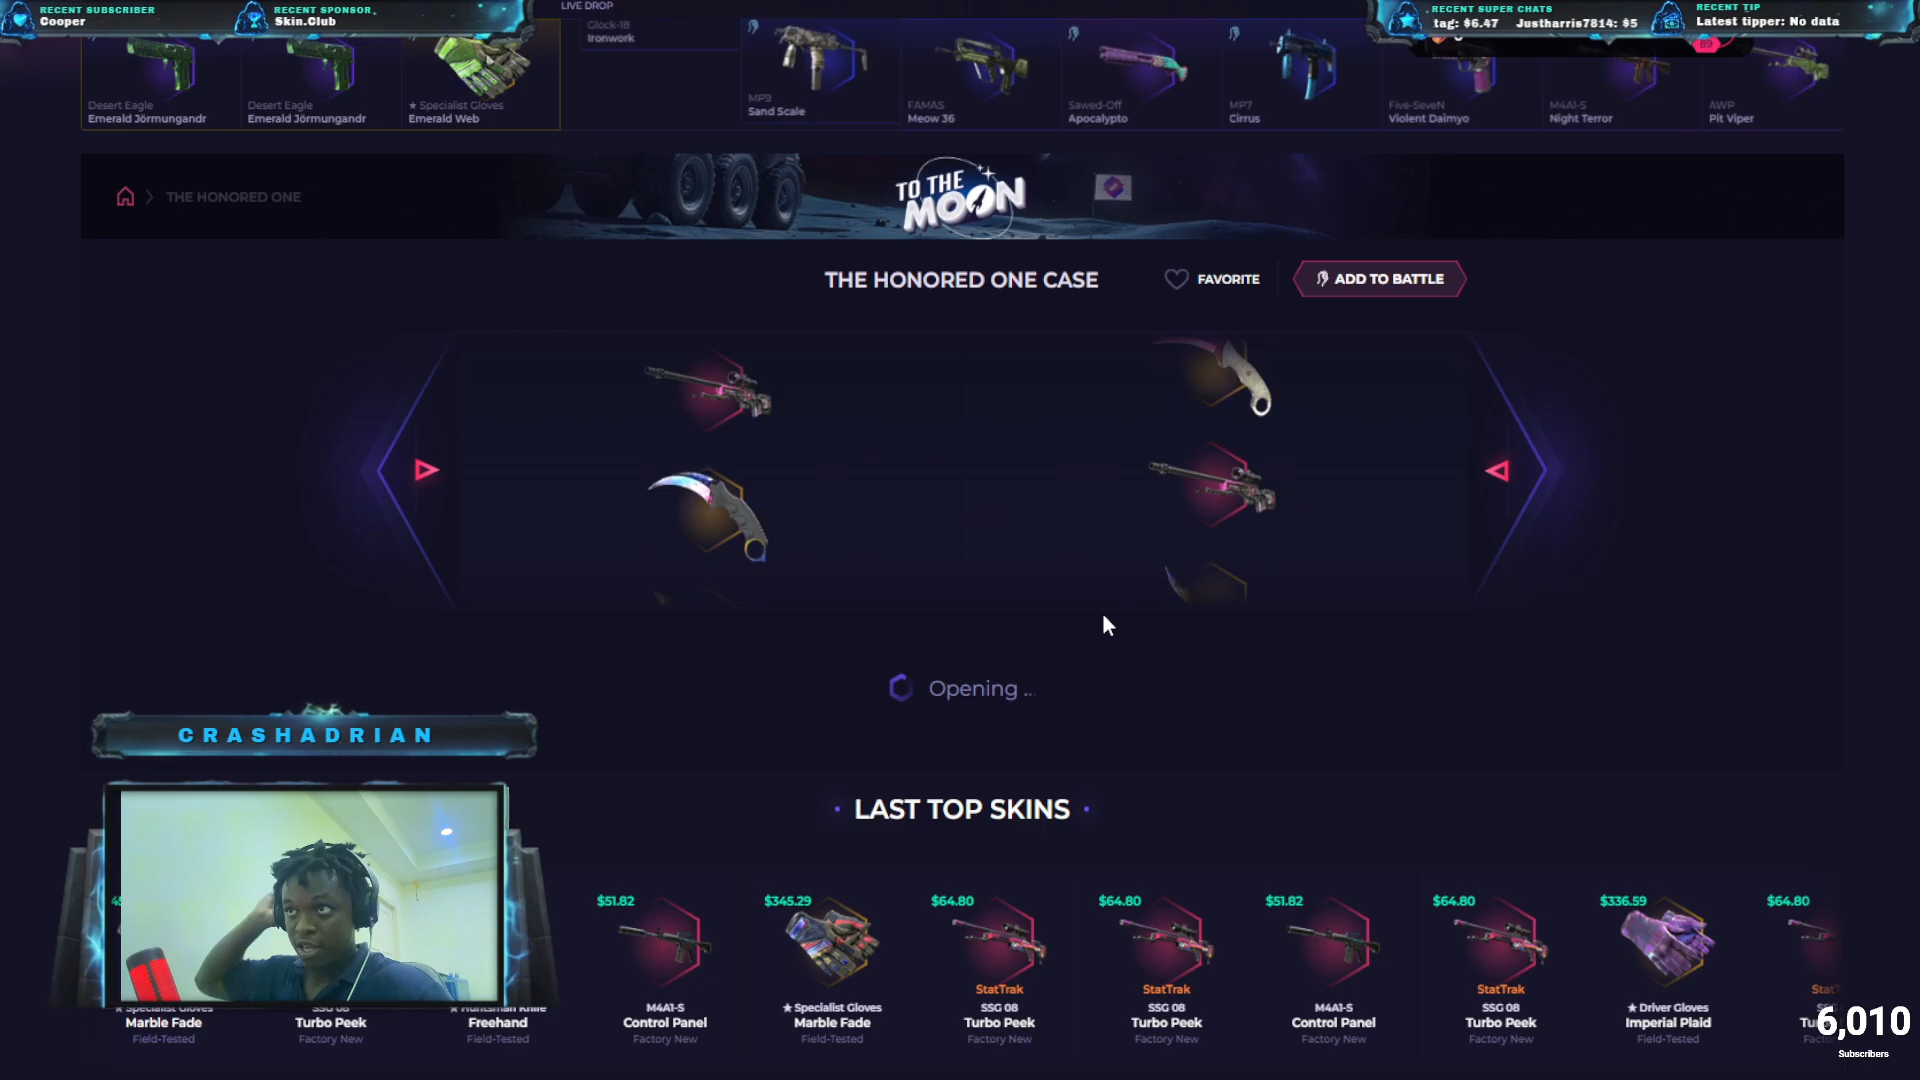 RECENT SUBSCRIBER
Cooper
RECENT SPONSOR
Skin.Club
LIVE DROP
RECENT SUPER CHATS
tag: $6.47 Justharris7814: $5
RECENT TIP
Latest tipper: No data
89
Desert Eagle
Emerald Jörmungandr
Desert Eagle
Emerald Jörmungandr
★ Specialist Gloves
Emerald Web
Glock-18
Ironwork
MP9
Sand Scale
FAMAS
Meow 36
Sawed-Off
Apocalypto
MP7
Cirrus
Five-SeveN
Violent Daimyo
M4A1-S
Night Terror
AWP
Pit Viper
THE HONORED ONE
TO THE
MOON
THE HONORED ONE CASE
FAVORITE
ADD TO BATTLE
Opening ...
CRASHADRIAN
LAST TOP SKINS
$51.82
$345.29
$64.80
$64.80
$51.82
$64.80
$336.59
$64.80
★ Specialist Gloves
Marble Fade
Field-Tested
SSG 08
Turbo Peek
Factory New
★ Huntsman Knife
Freehand
Field-Tested
M4A1-S
Control Panel
Factory New
★ Specialist Gloves
Marble Fade
Field-Tested
StatTrak
SSG 08
Turbo Peek
Factory New
StatTrak
SSG 08
Turbo Peek
Factory New
M4A1-S
Control Panel
Factory New
StatTrak
SSG 08
Turbo Peek
Factory New
★ Driver Gloves
Imperial Plaid
Field-Tested
6,010
Subscribers